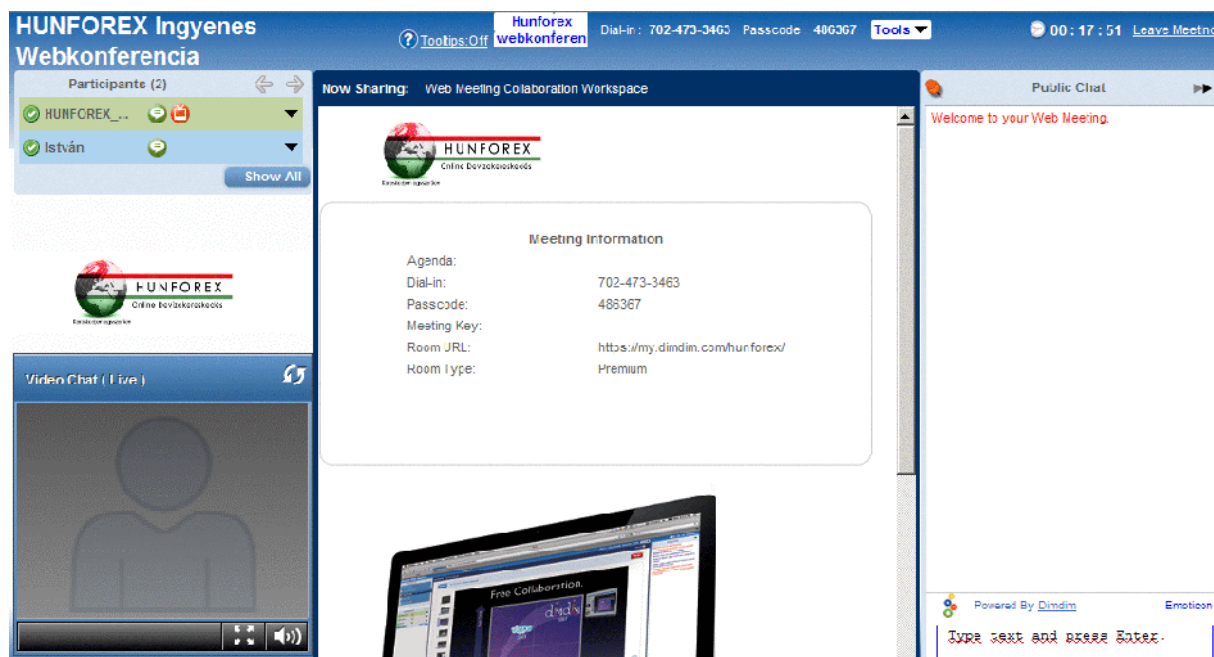 HUNFOREX Ingyenes
Webkonferencia
Tooltips:Off
Hunforex
webkonferen
Dial-in: 702-473-3463 Passcode 486367
Tools
00:17:51 Leave Meeting
Participants (2)
HUNFOREX_...
István
Show All
HUNFOREX
Online Devizakereskedés
Video Chat ( Live )
Now Sharing: Web Meeting Collaboration Workspace
HUNFOREX
Online Devizakereskedés
Meeting Information
Agenda:
Dial-in: 702-473-3463
Passcode: 486367
Meeting Key:
Room URL: https://my.dimdim.com/hunforex/
Room Type: Premium
Free Collaboration.
dimdim
Public Chat
Welcome to your Web Meeting.
Powered By Dimdim
Emoticon
Type text and press Enter.